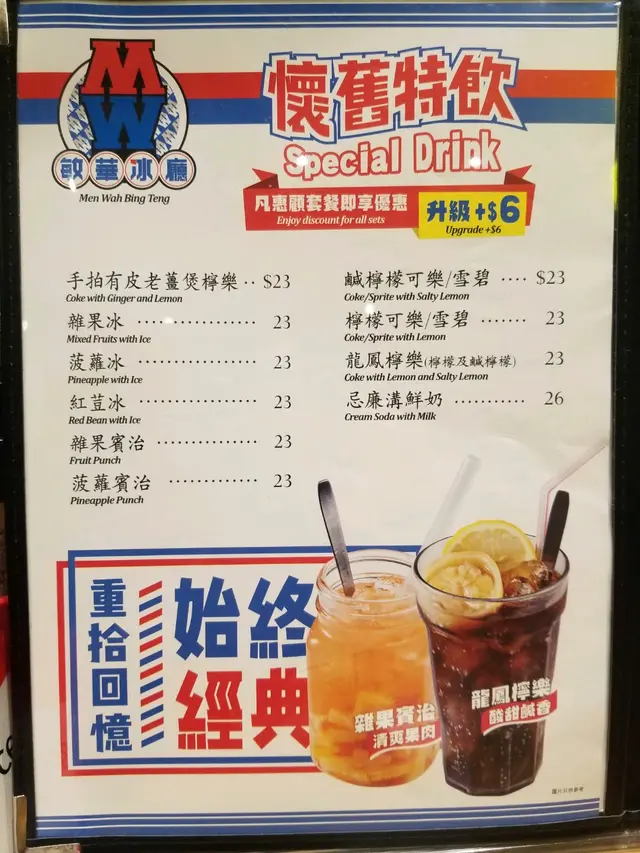 MW
敏華冰廳
Men Wah Bing Teng
懷舊特飲
Special Drink
凡惠顧套餐即享優惠
Enjoy discount for all sets
升級+$6
Upgrade +$6
手拍有皮老薑煲檸樂 ‥ $23
Coke with Ginger and Lemon
雜果冰 ················ 23
Mixed Fruits with Ice
菠蘿冰 ················ 23
Pineapple with Ice
紅荳冰 ················ 23
Red Bean with Ice
雜果賓治 ·············· 23
Fruit Punch
菠蘿賓治 ············· 23
Pineapple Punch
鹹檸檬可樂/雪碧 ···· $23
Coke/Sprite with Salty Lemon
檸檬可樂/雪碧 ······· 23
Coke/Sprite with Lemon
龍鳳檸樂(檸檬及鹹檸檬) 23
Coke with Lemon and Salty Lemon
忌廉溝鮮奶 ··········· 26
Cream Soda with Milk
重拾回憶
始終
經典
雜果賓治
清爽果肉
龍鳳檸樂
酸甜鹹香
圖片只供參考